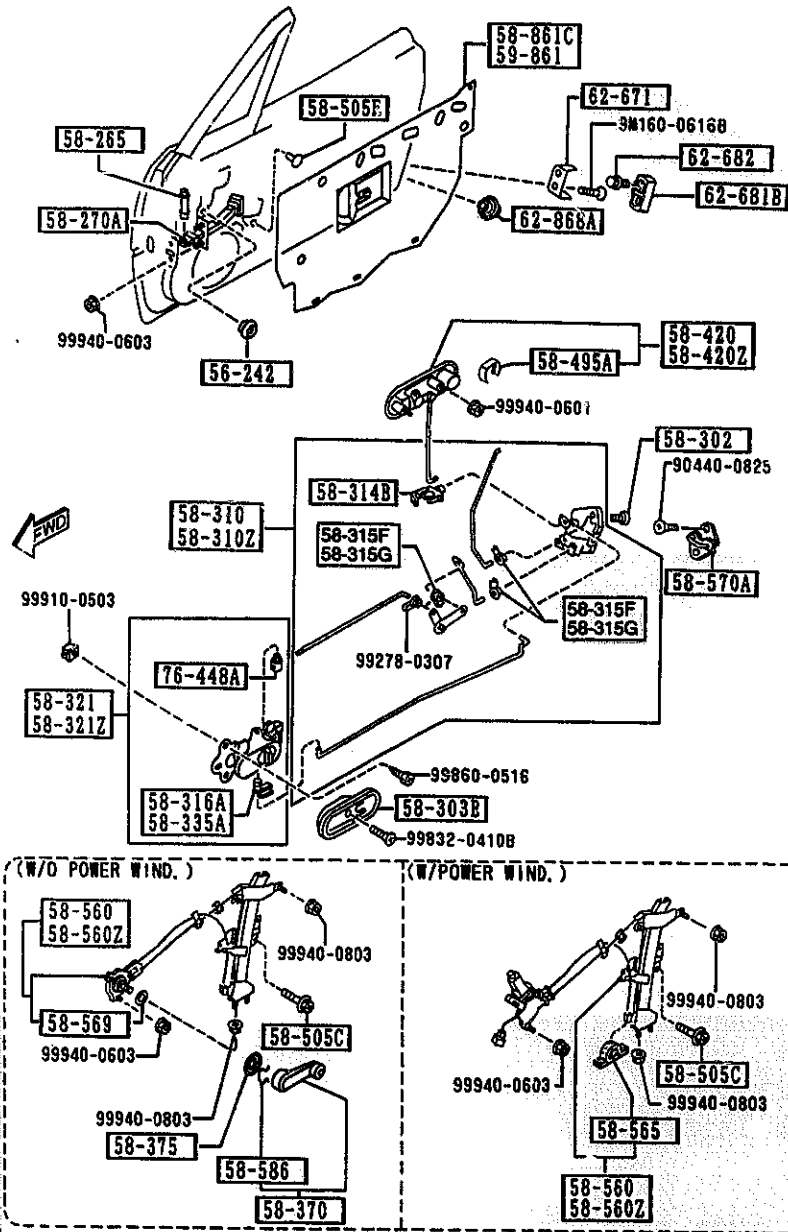 58-861C
59-861
58-505E
62-671
9M160-0616B
58-265
62-682
62-681B
58-270A
62-868A
99940-0603
56-242
58-420
58-420Z
58-495A
99940-0601
58-302
90440-0825
58-314B
58-310
58-310Z
FWD
58-315F
58-315G
58-570A
99910-0503
58-315F
58-315G
99278-0307
76-448A
58-321
58-321Z
99860-0516
58-316A
58-335A
58-303B
99832-0410B
(W/O POWER WIND.)
(W/POWER WIND.)
58-560
58-560Z
99940-0803
99940-0803
58-569
58-505C
99940-0603
58-505C
99940-0603
99940-0803
99940-0803
58-375
58-565
58-586
58-560
58-560Z
58-370